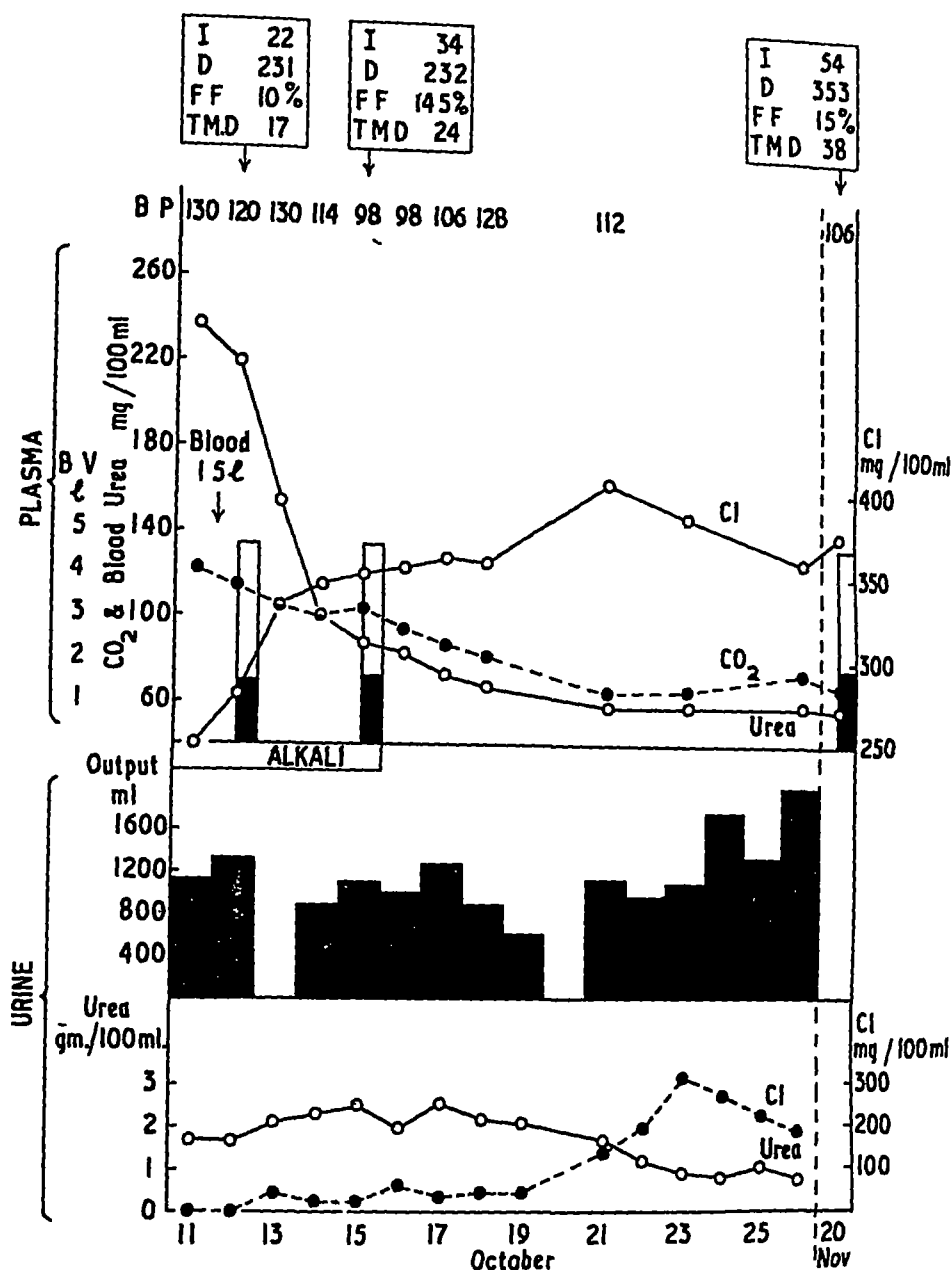 I 22
D 231
FF 10%
T.M.D 17
I 34
D 232
FF 145%
TMD 24
I 54
D 353
FF 15%
TMD 38
B P 130 120 130 114 98 98 106 128 112 106
PLASMA
B V
ℓ
5
4
3
2
1
CO₂ & Blood Urea mg/100ml
260
220
180
140
100
60
Blood
1 5ℓ
Cl
mg/100ml
400
350
300
250
Cl
CO₂
Urea
ALKALI
URINE
Output
ml
1600
1200
800
400
Urea
gm./100ml.
3
2
1
0
Cl
mg/100ml
300
200
100
Cl
Urea
11 13 15 17 19 21 23 25 20
October Nov